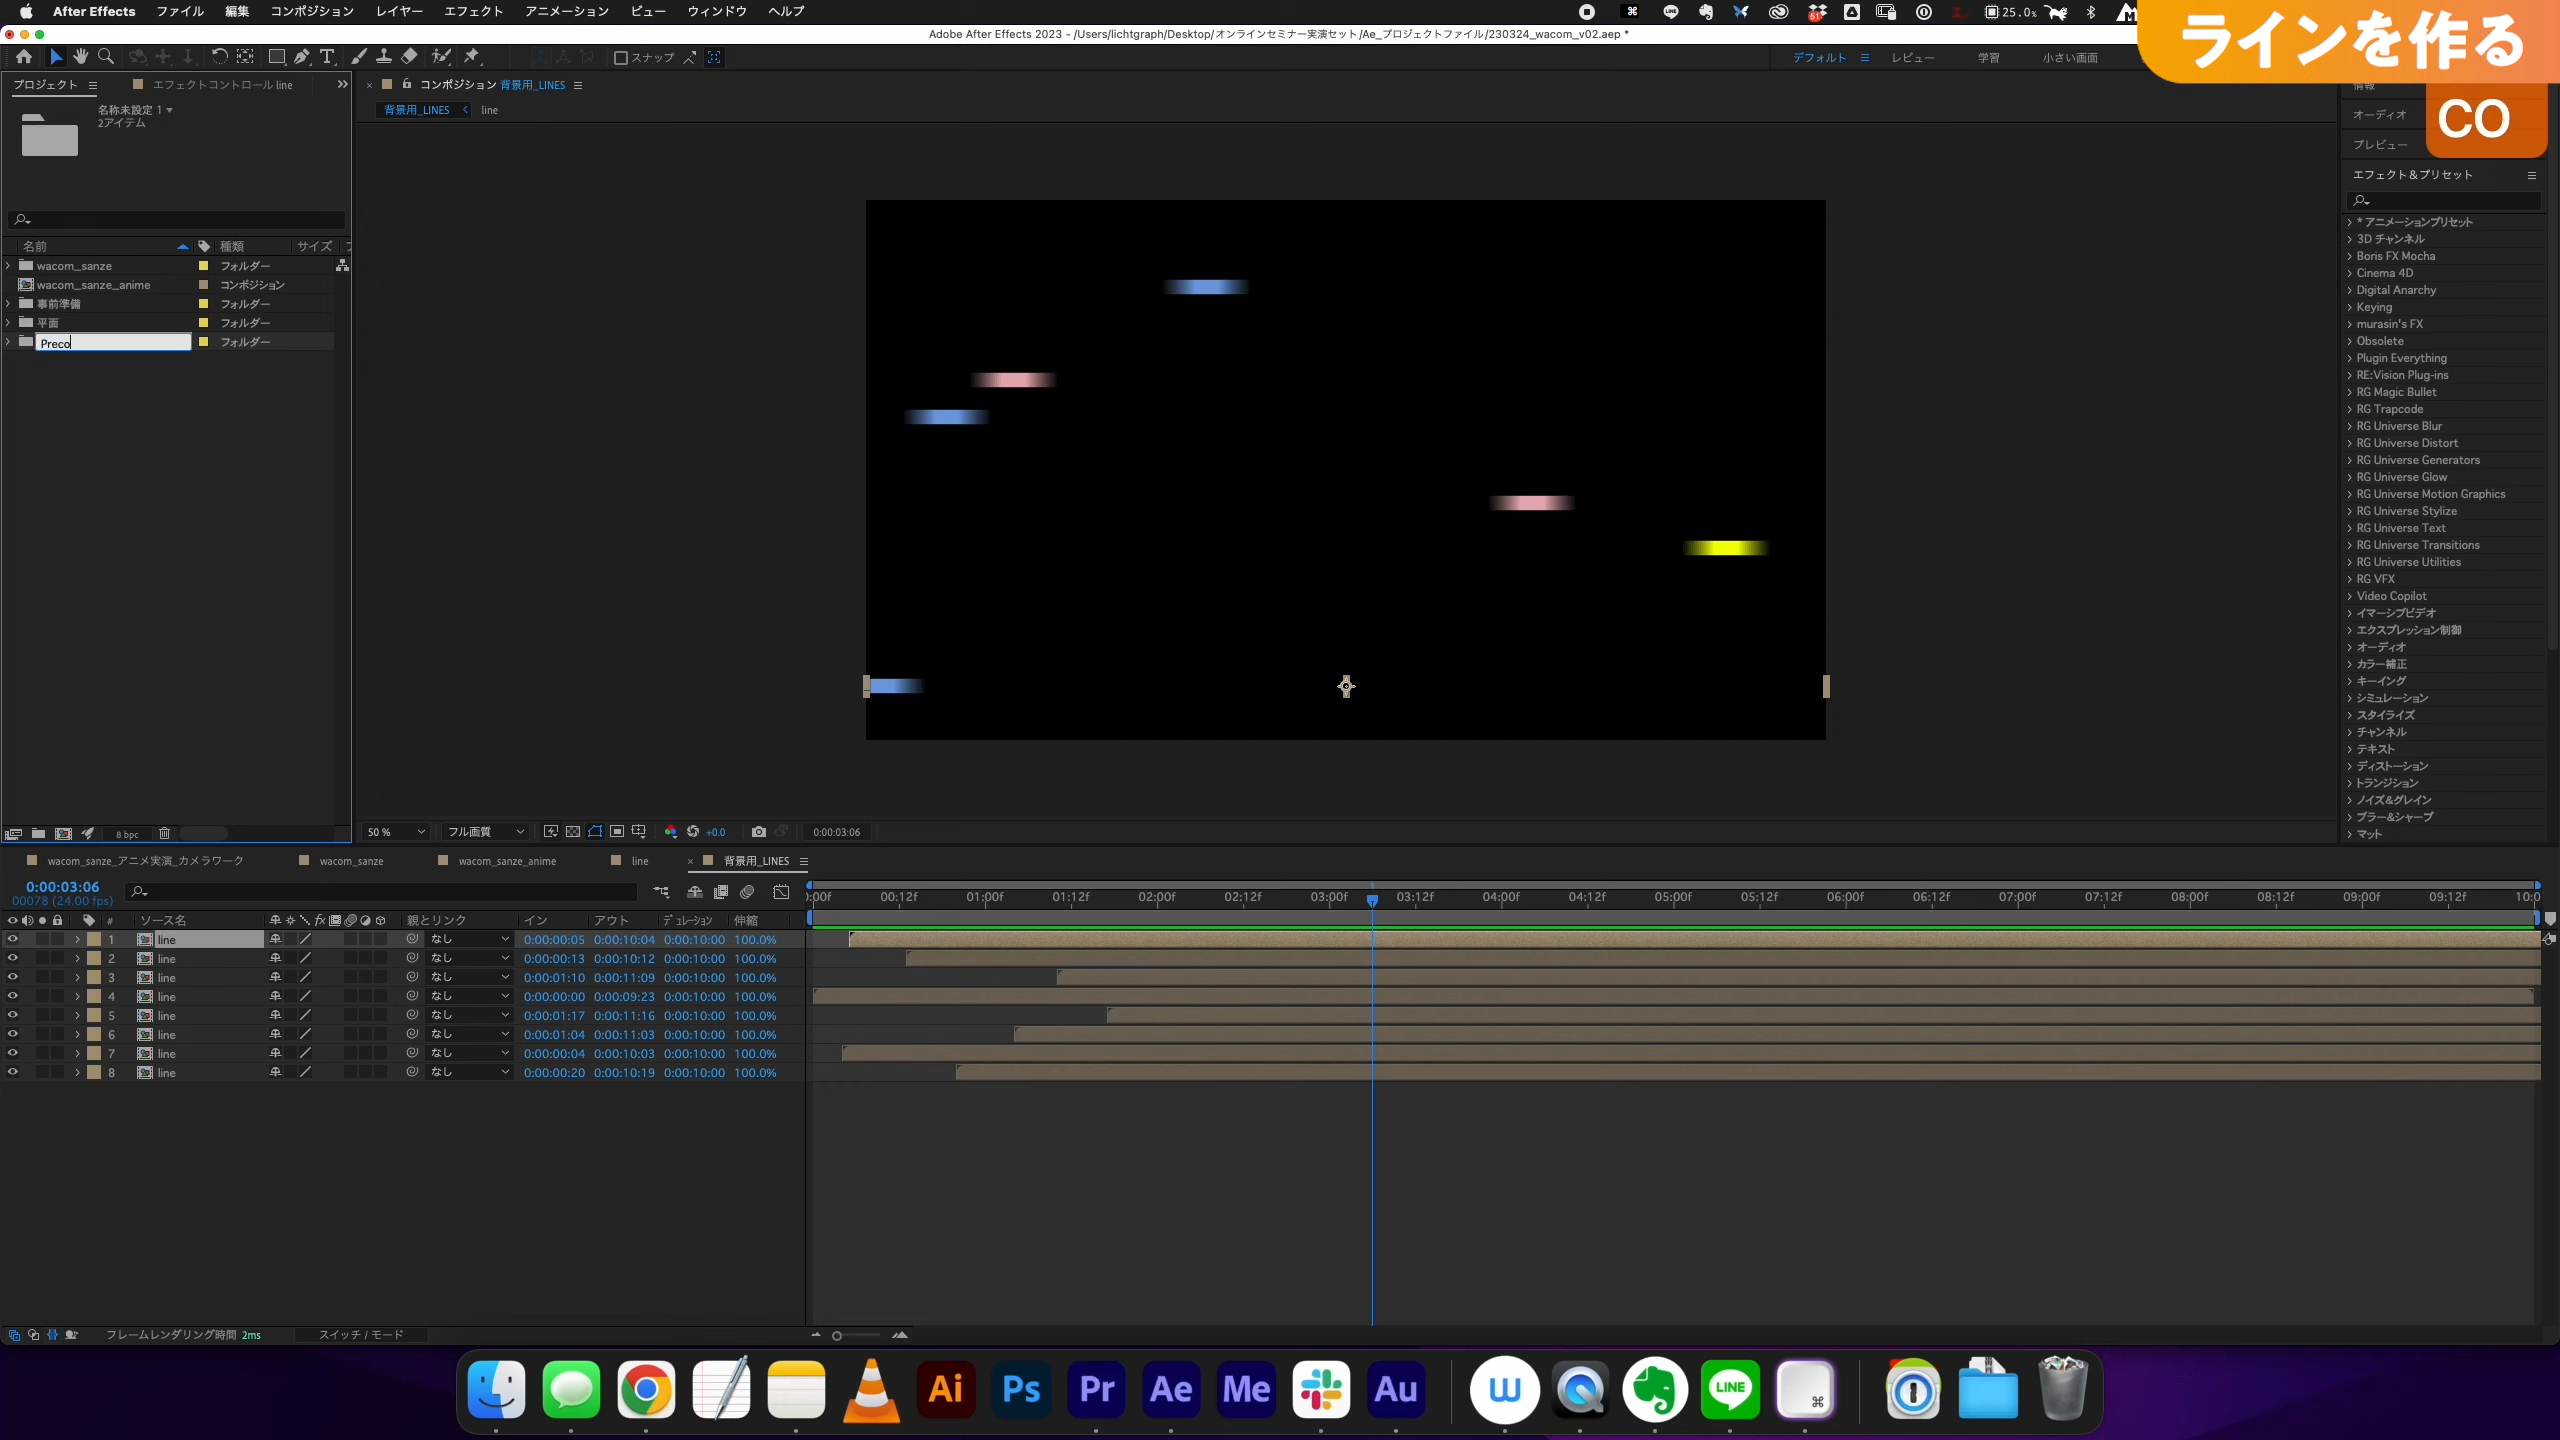 After Effects ファイル 編集 コンポジション レイヤー エフェクト アニメーション ビュー ウィンドウ ヘルプ
25.0%
Adobe After Effects 2023 - /Users/lichtgraph/Desktop/オンラインセミナー実演セット/Ae_プロジェクトファイル/230324_wacom_v02.aep *
ラインを作る
スナップ
デフォルト レビュー 学習 小さい画面
CO
プロジェクト エフェクトコントロール line
コンポジション 背景用_LINES
背景用_LINES line
名称未設定 1
2アイテム
名前 種類 サイズ
wacom_sanze フォルダー
wacom_sanze_anime コンポジション
事前準備 フォルダー
平面 フォルダー
Preco フォルダー
8 bpc
50 % フル画質 +0.0 0:00:03:06
情報
オーディオ
プレビュー
エフェクト＆プリセット
* アニメーションプリセット
3D チャンネル
Boris FX Mocha
Cinema 4D
Digital Anarchy
Keying
murasin's FX
Obsolete
Plugin Everything
RE:Vision Plug-ins
RG Magic Bullet
RG Trapcode
RG Universe Blur
RG Universe Distort
RG Universe Generators
RG Universe Glow
RG Universe Motion Graphics
RG Universe Stylize
RG Universe Text
RG Universe Transitions
RG Universe Utilities
RG VFX
Video Copilot
イマーシブビデオ
エクスプレッション制御
オーディオ
カラー補正
キーイング
シミュレーション
スタイライズ
チャンネル
テキスト
ディストーション
トランジション
ノイズ&グレイン
ブラー&シャープ
マット
wacom_sanze_アニメ実演_カメラワーク wacom_sanze wacom_sanze_anime line 背景用_LINES
0:00:03:06
00078 (24.00 fps)
:00f 00:12f 01:00f 01:12f 02:00f 02:12f 03:00f 03:12f 04:00f 04:12f 05:00f 05:12f 06:00f 06:12f 07:00f 07:12f 08:00f 08:12f 09:00f 09:12f 10:0
# ソース名 fx 親とリンク イン アウト デュレーション 伸縮
1 line なし 0:00:00:05 0:00:10:04 0:00:10:00 100.0%
2 line なし 0:00:00:13 0:00:10:12 0:00:10:00 100.0%
3 line なし 0:00:01:10 0:00:11:09 0:00:10:00 100.0%
4 line なし 0:00:00:00 0:00:09:23 0:00:10:00 100.0%
5 line なし 0:00:01:17 0:00:11:16 0:00:10:00 100.0%
6 line なし 0:00:01:04 0:00:11:03 0:00:10:00 100.0%
7 line なし 0:00:00:04 0:00:10:03 0:00:10:00 100.0%
8 line なし 0:00:00:20 0:00:10:19 0:00:10:00 100.0%
フレームレンダリング時間 2ms スイッチ / モード
Ai Ps Pr Ae Me Au LINE